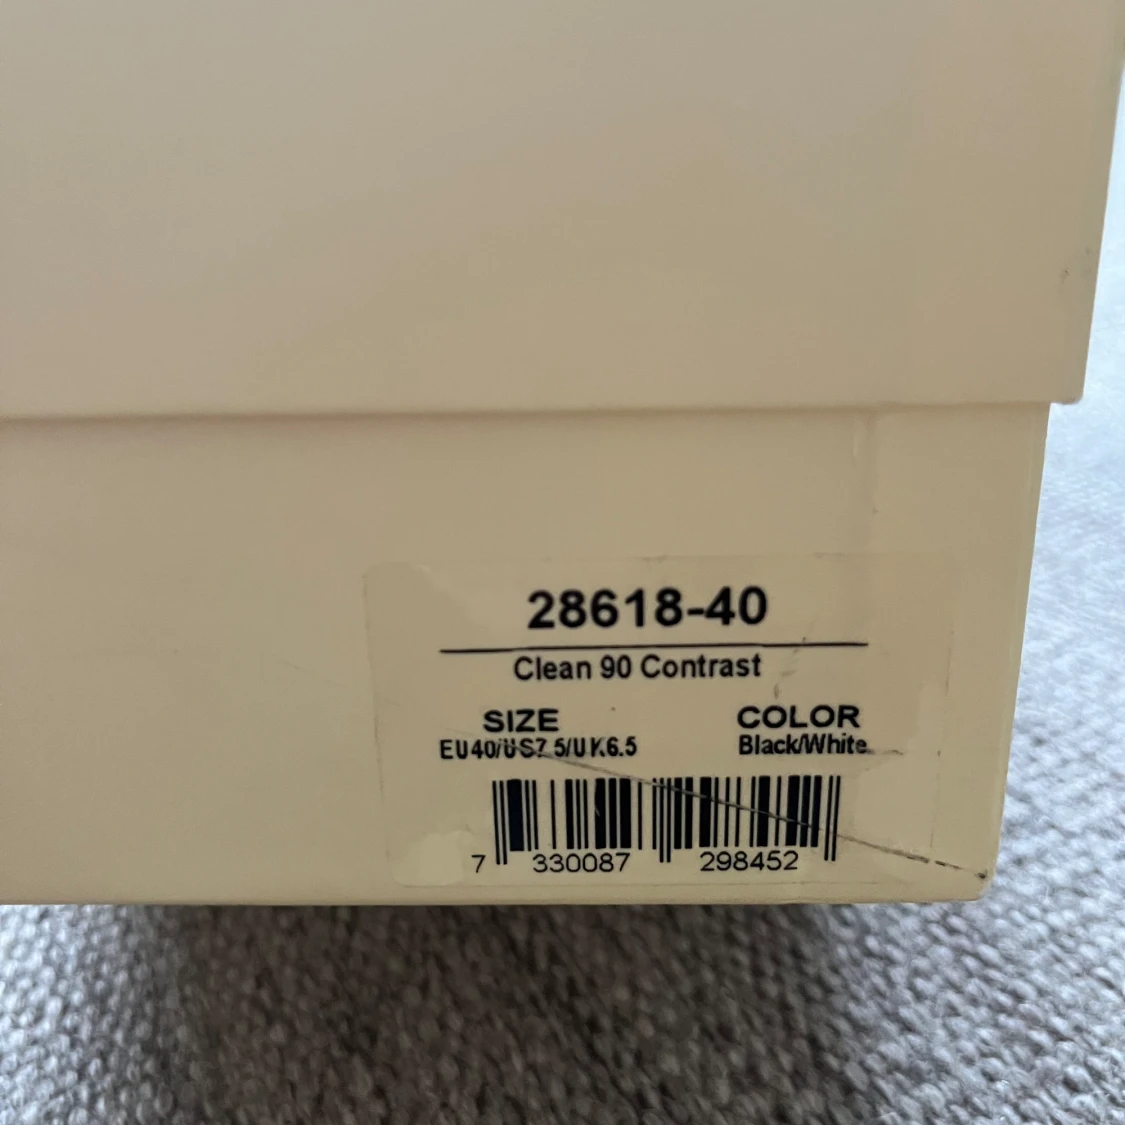 28618-40
Clean 90 Contrast
SIZE COLOR
EU40/US7.5/UK6.5 Black/White
7 330087 298452